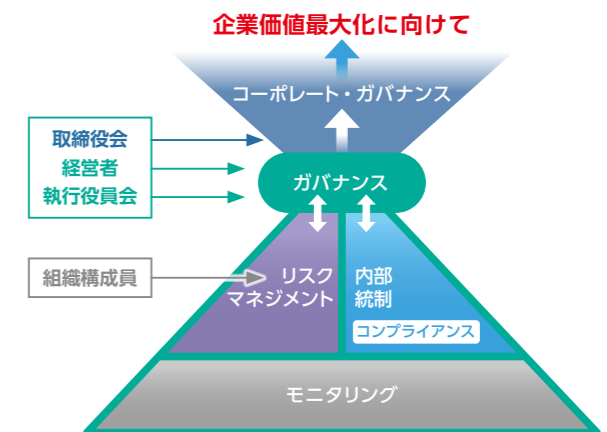 企業価値最大化に向けて
コーポレート・ガバナンス
取締役会
経営者
執行役員会
ガバナンス
組織構成員
リスク
マネジメント
内部
統制
コンプライアンス
モニタリング